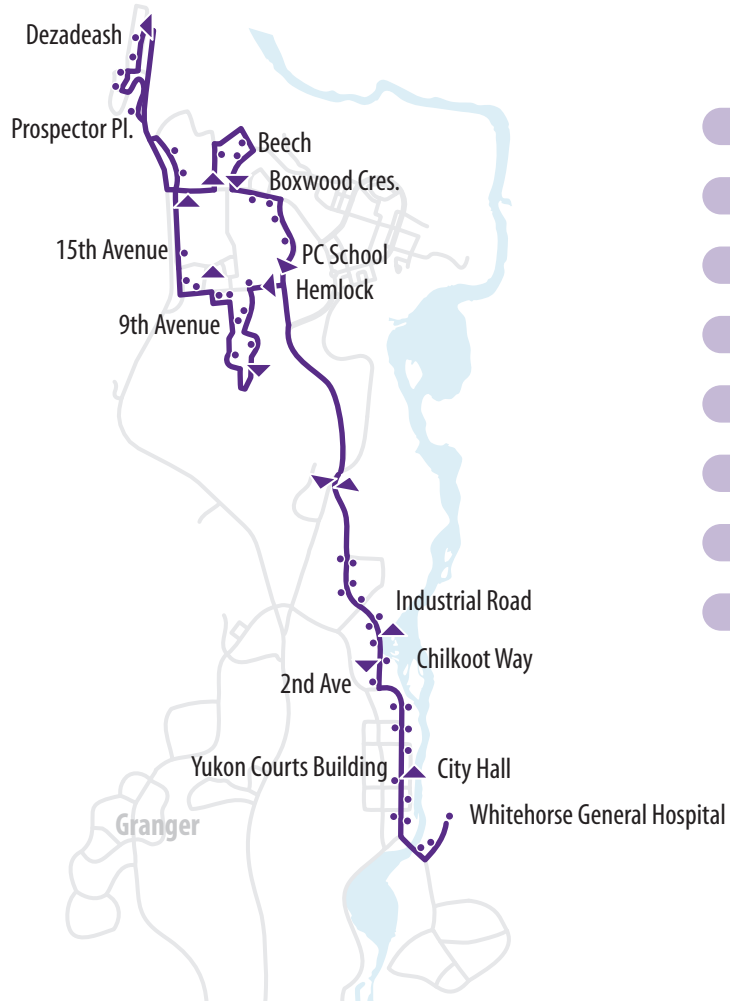 Dezadeash
Prospector Pl.
Beech
Boxwood Cres.
15th Avenue
PC School
Hemlock
9th Avenue
Industrial Road
Chilkoot Way
2nd Ave
Yukon Courts Building
City Hall
Whitehorse General Hospital
Granger